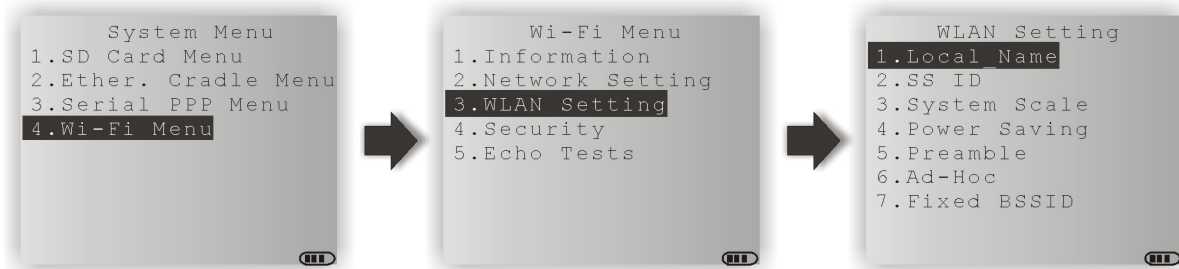 System Menu
1.SD Card Menu
2.Ether. Cradle Menu
3.Serial PPP Menu
4.Wi-Fi Menu
Wi-Fi Menu
1.Information
2.Network Setting
3.WLAN Setting
4.Security
5.Echo Tests
WLAN Setting
1.Local_Name
2.SS ID
3.System Scale
4.Power Saving
5.Preamble
6.Ad-Hoc
7.Fixed BSSID